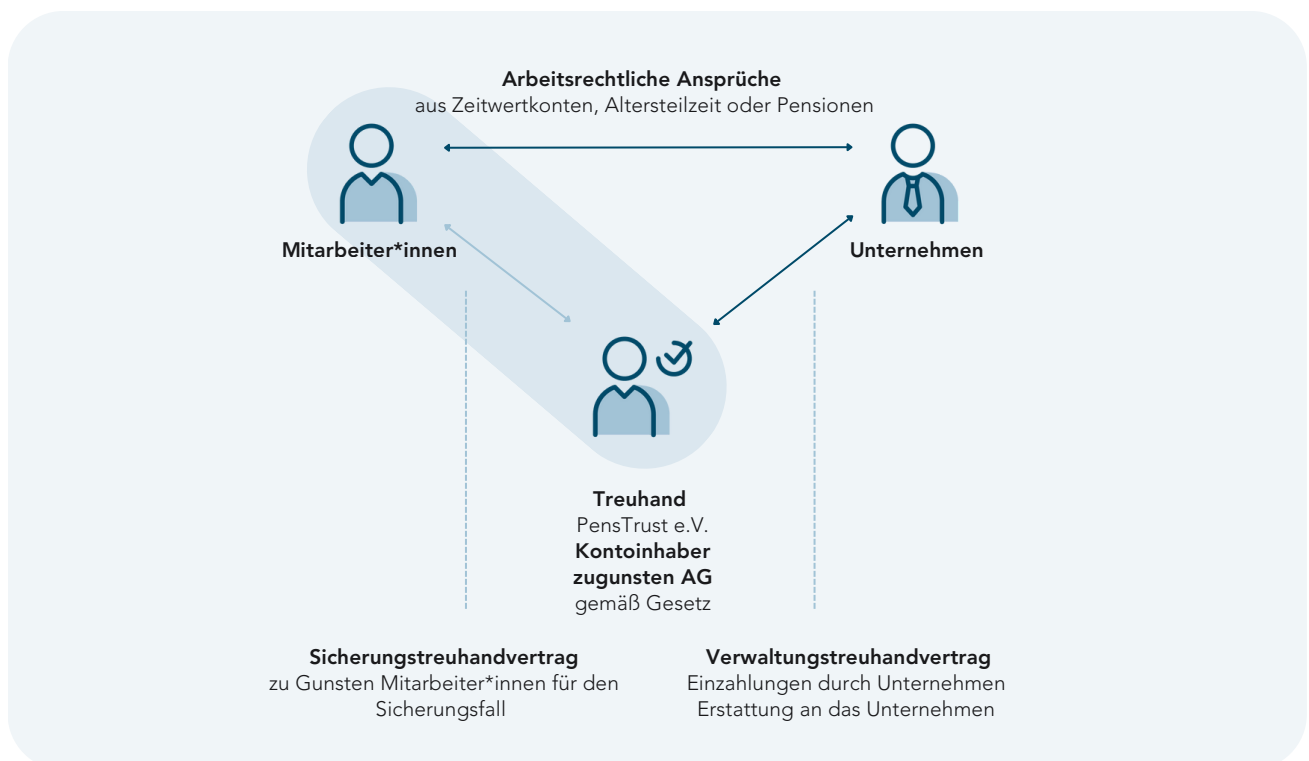 Arbeitsrechtliche Ansprüche
aus Zeitwertkonten, Altersteilzeit oder Pensionen
Mitarbeiter*innen
Unternehmen
Treuhand
PensTrust e.V.
Kontoinhaber
zugunsten AG
gemäß Gesetz
Sicherungstreuhandvertrag
zu Gunsten Mitarbeiter*innen für den
Sicherungsfall
Verwaltungstreuhandvertrag
Einzahlungen durch Unternehmen
Erstattung an das Unternehmen